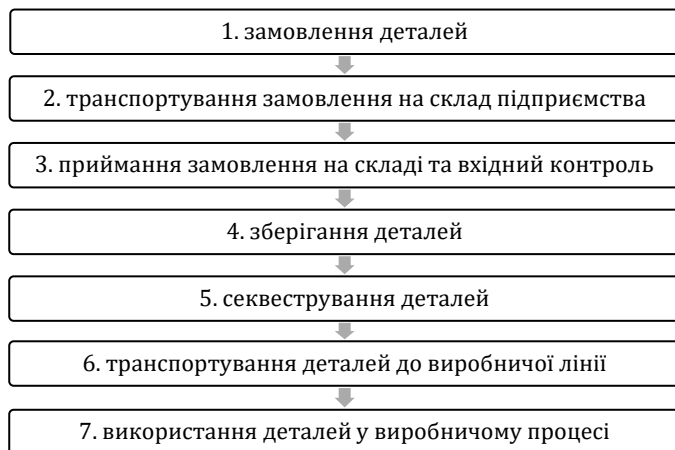 1. замовлення деталей
2. транспортування замовлення на склад підприємства
3. приймання замовлення на складі та вхідний контроль
4. зберігання деталей
5. секвестрування деталей
6. транспортування деталей до виробничої лінії
7. використання деталей у виробничому процесі